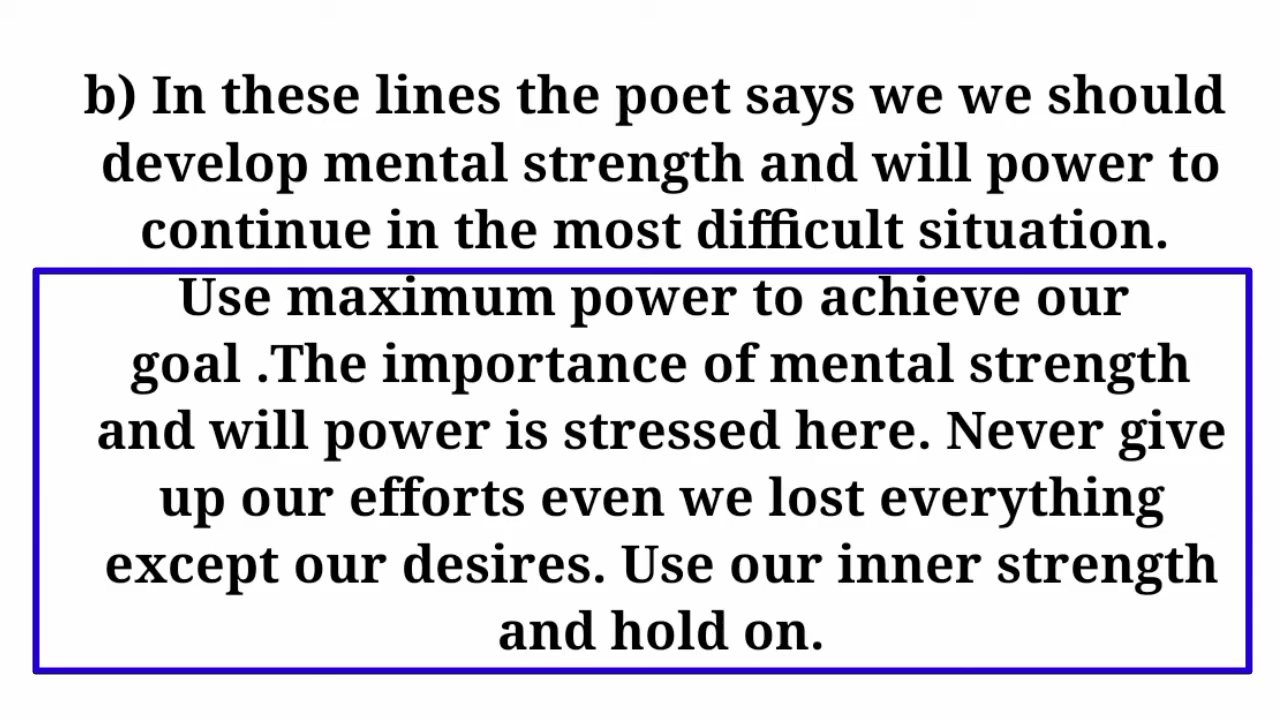 b) In these lines the poet says we we should
develop mental strength and will power to
continue in the most difficult situation.
Use maximum power to achieve our
goal .The importance of mental strength
and will power is stressed here. Never give
up our efforts even we lost everything
except our desires. Use our inner strength
and hold on.